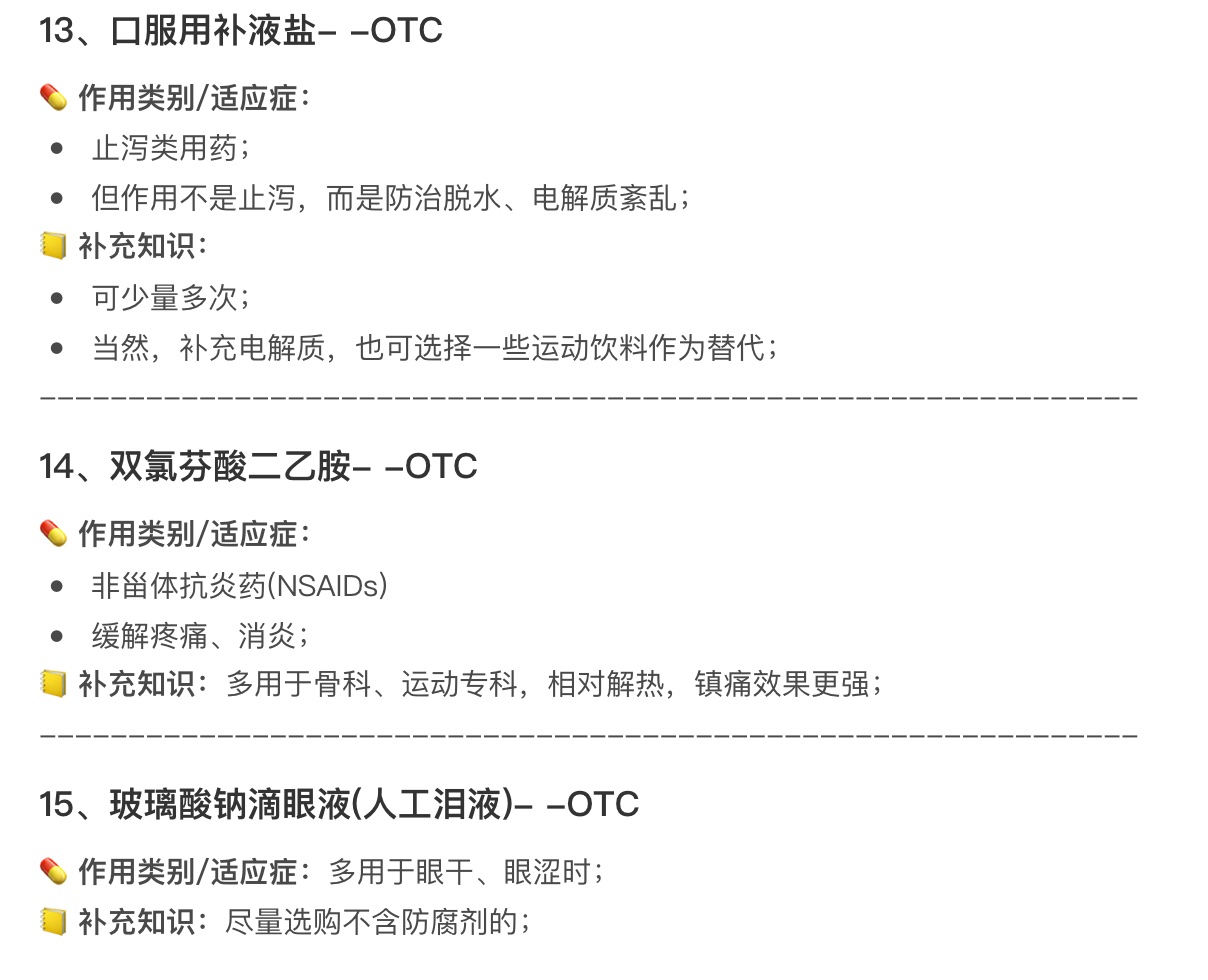 13、口服用补液盐– –OTC
💊 作用类别/适应症：
• 止泻类用药；
• 但作用不是止泻，而是防治脱水、电解质紊乱；
📒 补充知识：
• 可少量多次；
• 当然，补充电解质，也可选择一些运动饮料作为替代；
––––––––––––––––––––––––––––––––––––––––––––––––––––––––––––––
14、双氯芬酸二乙胺– –OTC
💊 作用类别/适应症：
• 非甾体抗炎药(NSAIDs)
• 缓解疼痛、消炎；
📒 补充知识：多用于骨科、运动专科，相对解热，镇痛效果更强；
––––––––––––––––––––––––––––––––––––––––––––––––––––––––––––––
15、玻璃酸钠滴眼液(人工泪液)– –OTC
💊 作用类别/适应症：多用于眼干、眼涩时；
📒 补充知识：尽量选购不含防腐剂的；